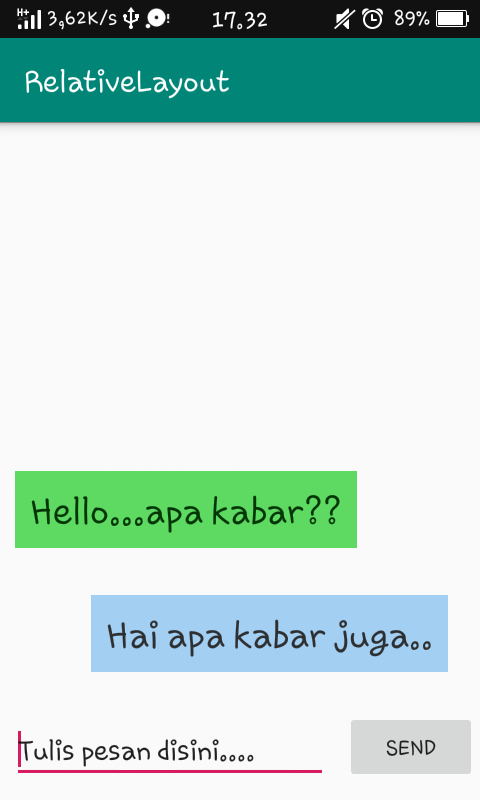 H+ 3,62K/s 17.32 89%
RelativeLayout
Hello...apa kabar??
Hai apa kabar juga..
Tulis pesan disini....
SEND